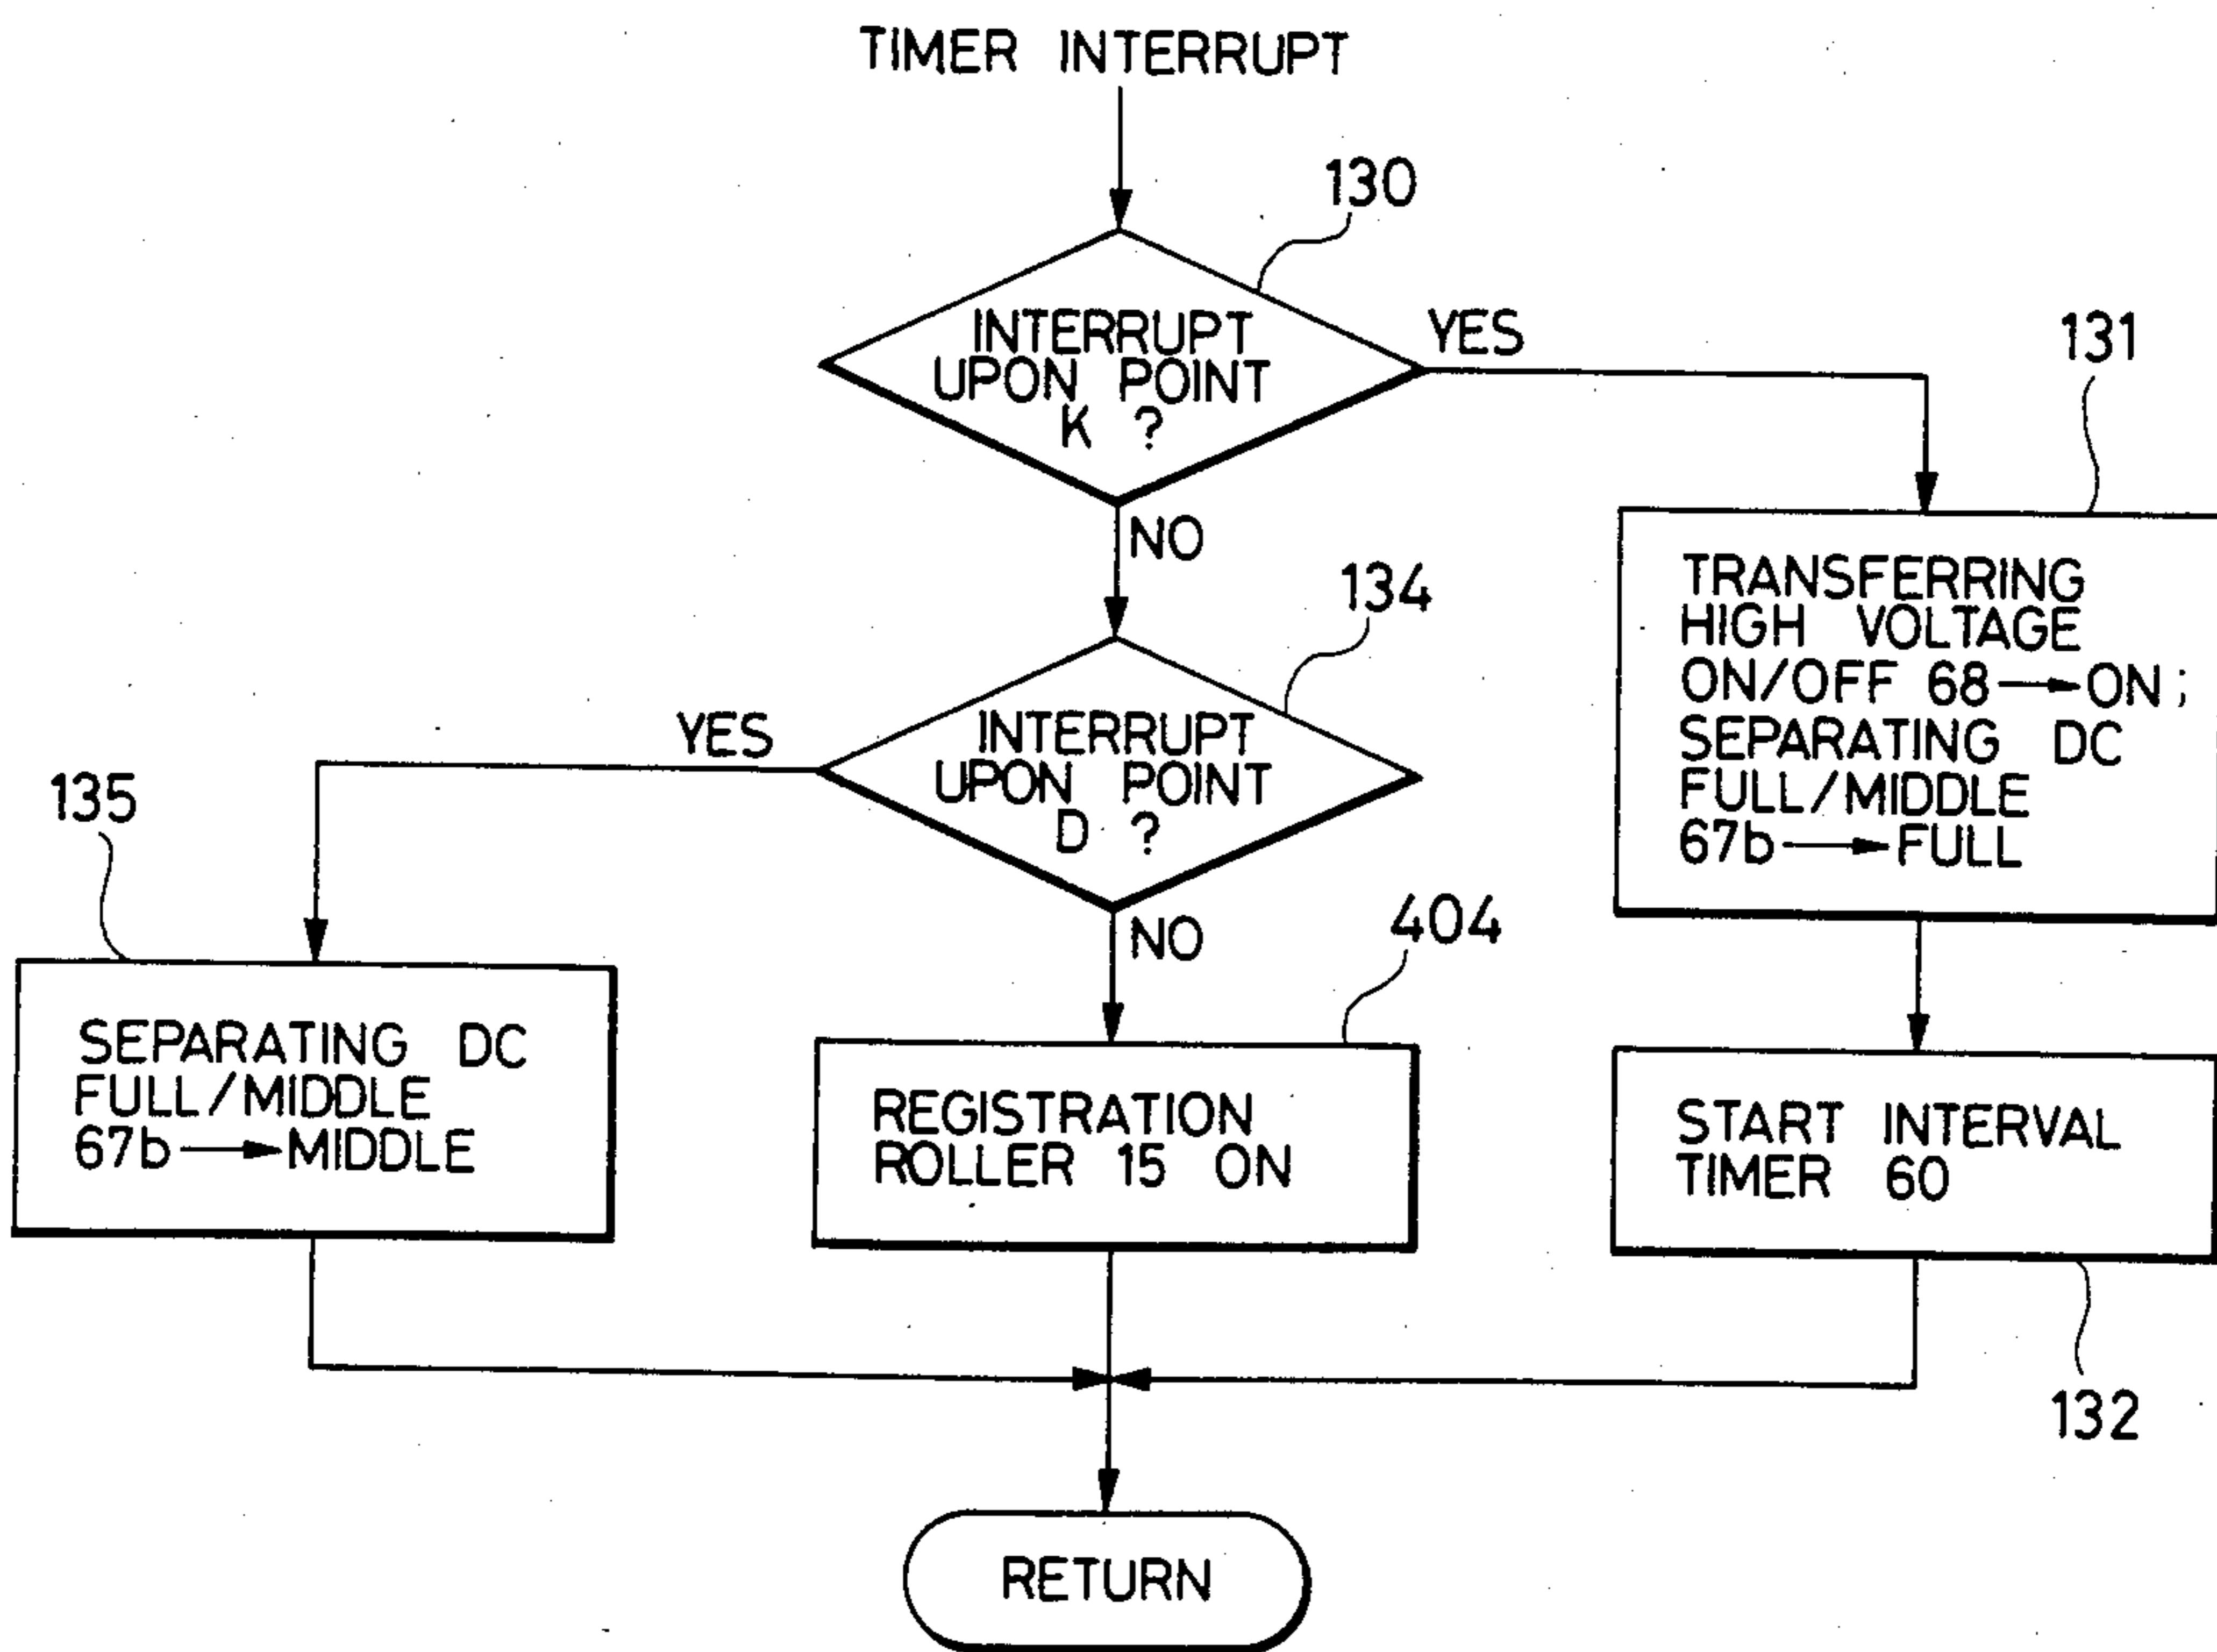 TIMER INTERRUPT
130
INTERRUPT
UPON POINT
K ?
YES
NO
131
TRANSFERRING
HIGH VOLTAGE
ON/OFF 68→ON;
SEPARATING DC
FULL/MIDDLE
67b→FULL
134
INTERRUPT
UPON POINT
D ?
YES
NO
135
SEPARATING DC
FULL/MIDDLE
67b→MIDDLE
404
REGISTRATION
ROLLER 15 ON
START INTERVAL
TIMER 60
132
RETURN